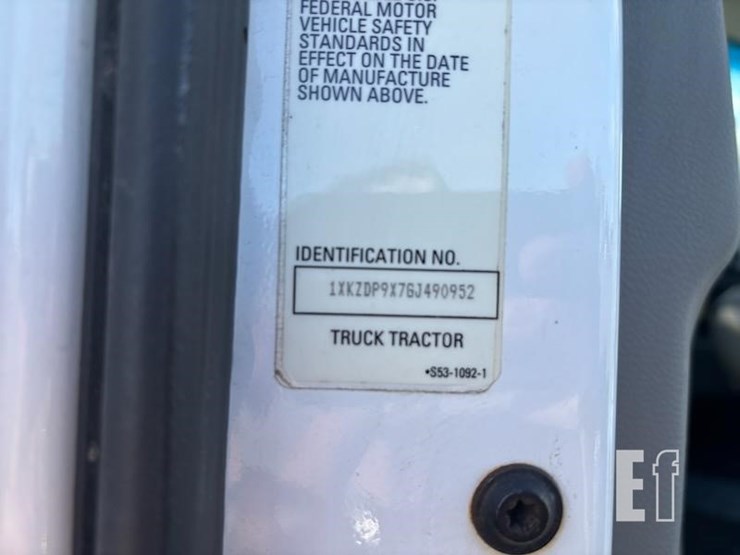 FEDERAL MOTOR
VEHICLE SAFETY
STANDARDS IN
EFFECT ON THE DATE
OF MANUFACTURE
SHOWN ABOVE.
IDENTIFICATION NO.
1XKZDP9X7GJ490952
TRUCK TRACTOR
•S53-1092-1
Ef